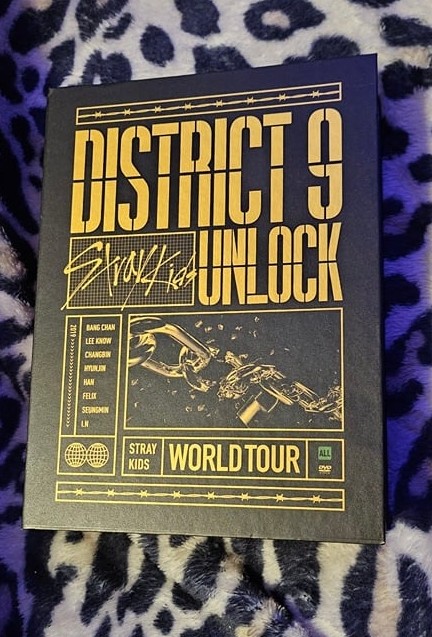 DISTRICT 9
Stray Kids
UNLOCK
2019
BANG CHAN
LEE KNOW
CHANGBIN
HYUNJIN
HAN
FELIX
SEUNGMIN
I.N
STRAY
KIDS
WORLD TOUR
ALL
DVD